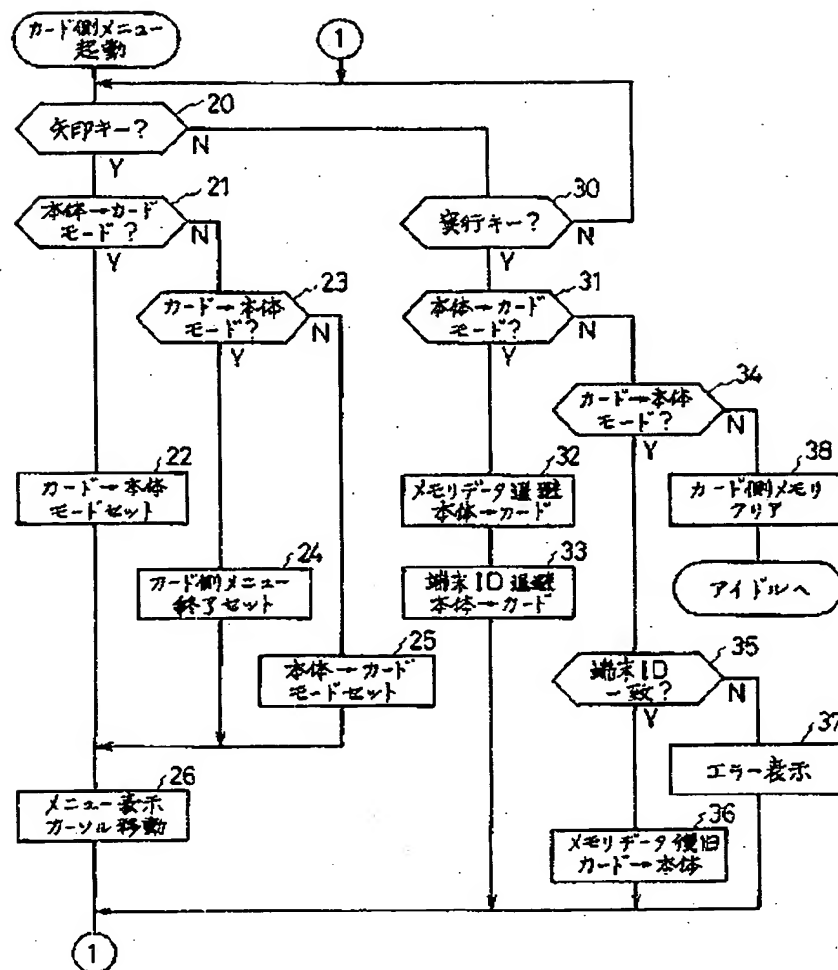 カード側メニュー
起動
1
20
矢印キー?
N
Y
21
本体→カード
モード?
N
Y
23
カード→本体
モード?
N
Y
22
カード→本体
モードセット
24
カード側メニュー
終了セット
25
本体→カード
モードセット
26
メニュー表示
カーソル移動
1
30
実行キー?
N
Y
31
本体→カード
モード?
N
Y
34
カード→本体
モード?
N
Y
32
メモリデータ退避
本体→カード
33
端末ID退避
本体→カード
38
カード側メモリ
クリア
アイドルへ
35
端末ID
一致?
N
Y
37
エラー表示
36
メモリデータ復旧
カード→本体